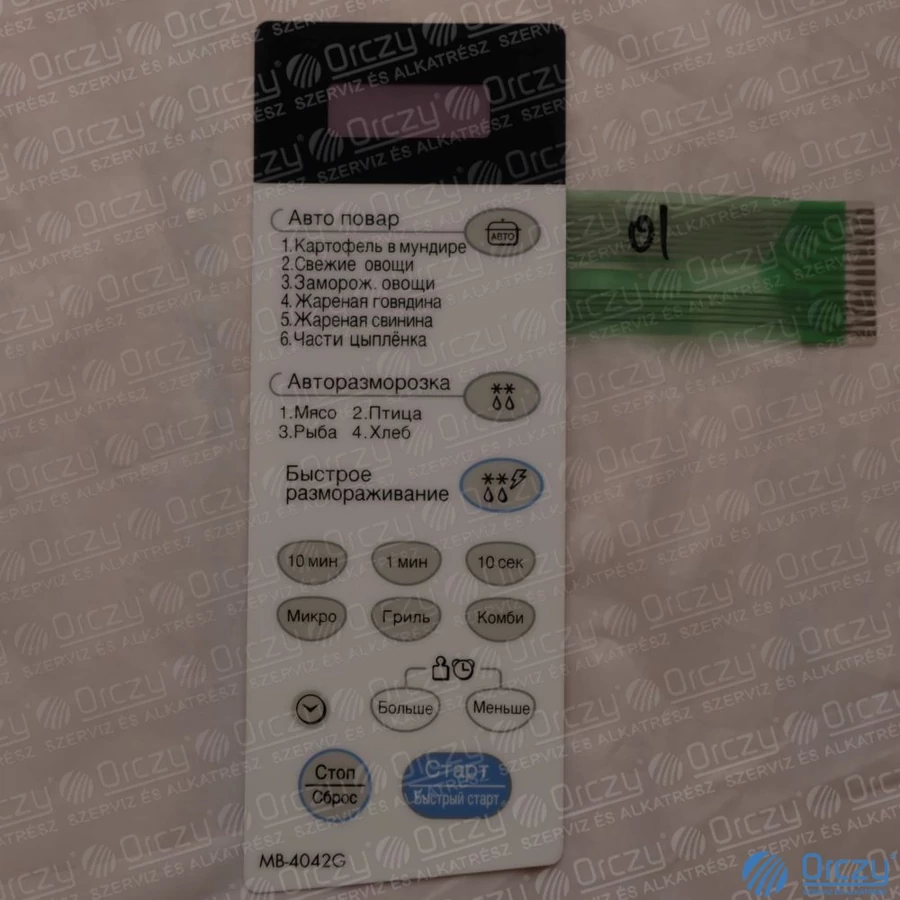 Авто повар
АВТО
1.Картофель в мундире
2.Свежие овощи
3.Заморож. овощи
4.Жареная говядина
5.Жареная свинина
6.Части цыплёнка
01
Авторазморозка
1.Мясо 2.Птица
3.Рыба 4.Хлеб
Быстрое
размораживание
10 мин 1 мин 10 сек
Микро Гриль Комби
Больше Меньше
Стоп
Сброс
Старт
Быстрый старт
MB-4042G
Orczy
SZERVIZ ÉS ALKATRÉSZ